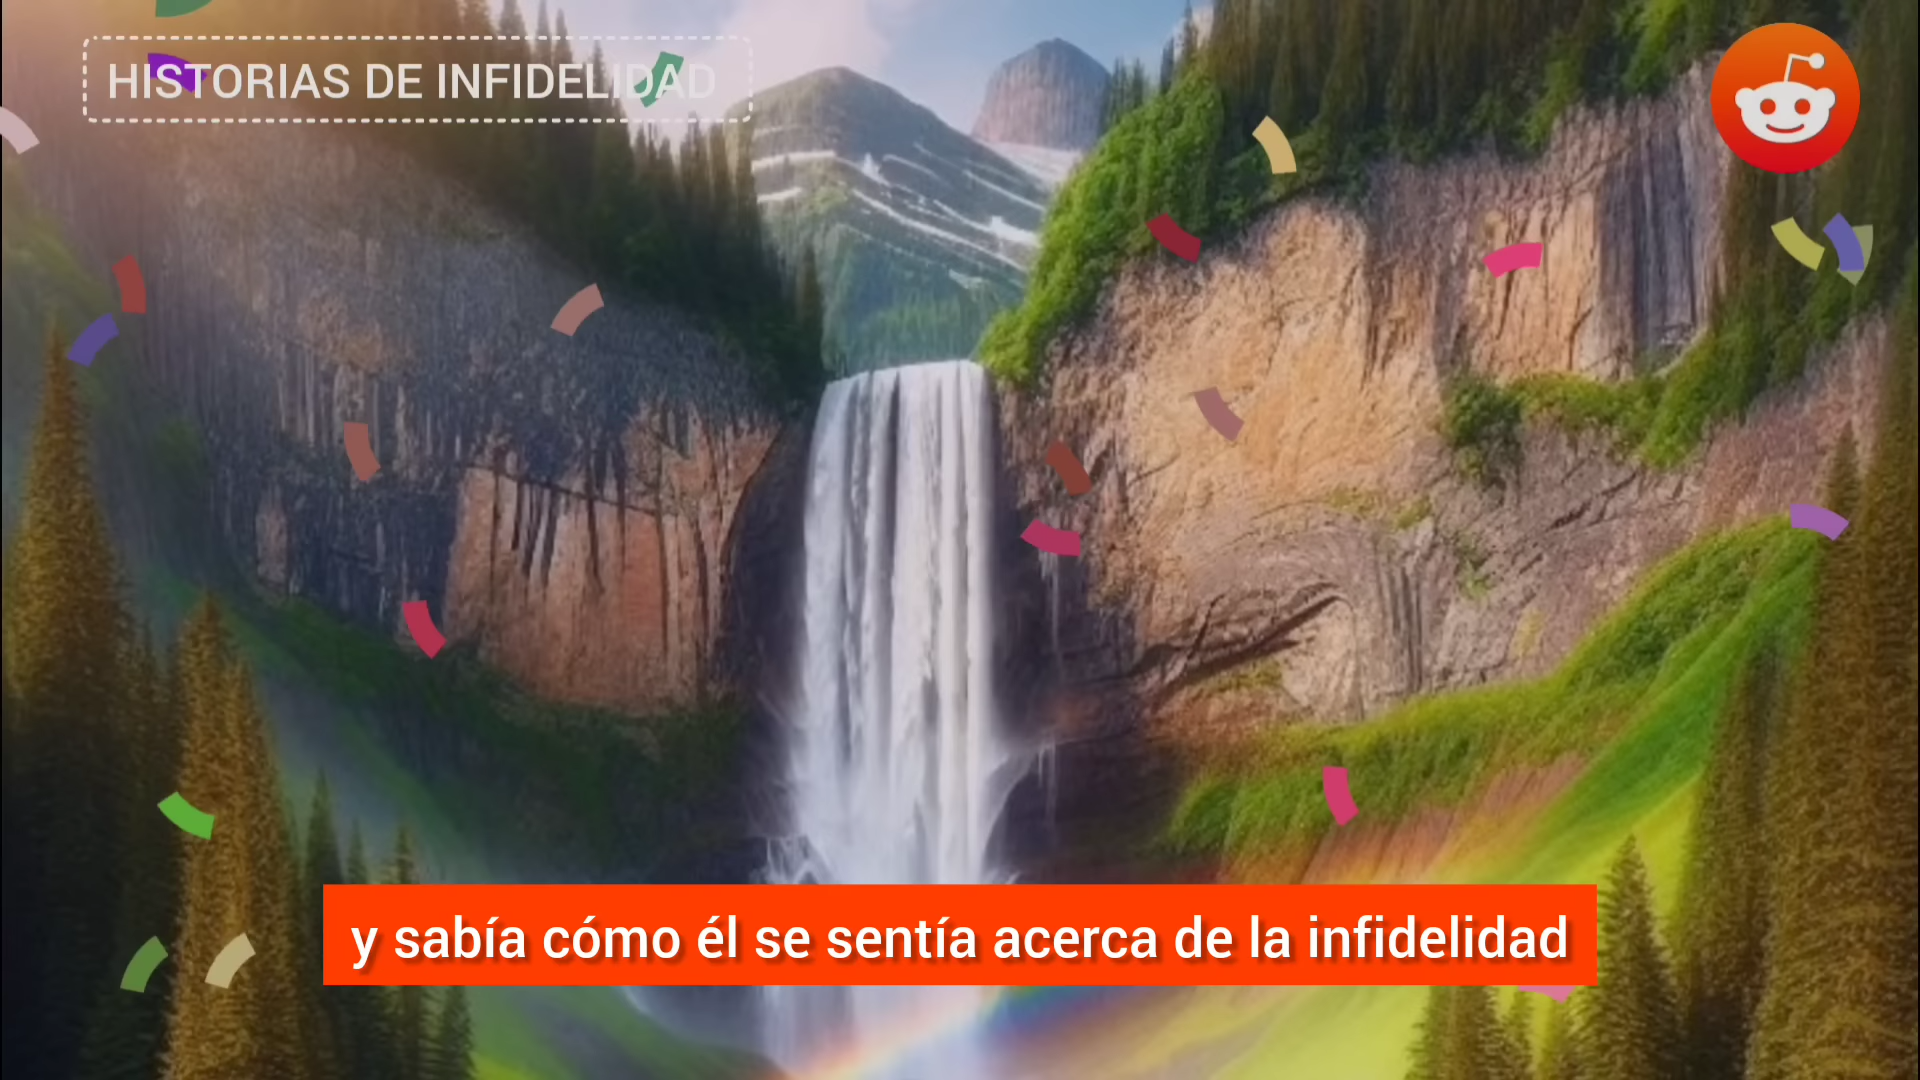 HISTORIAS DE INFIDELIDAD
y sabía cómo él se sentía acerca de la infidelidad